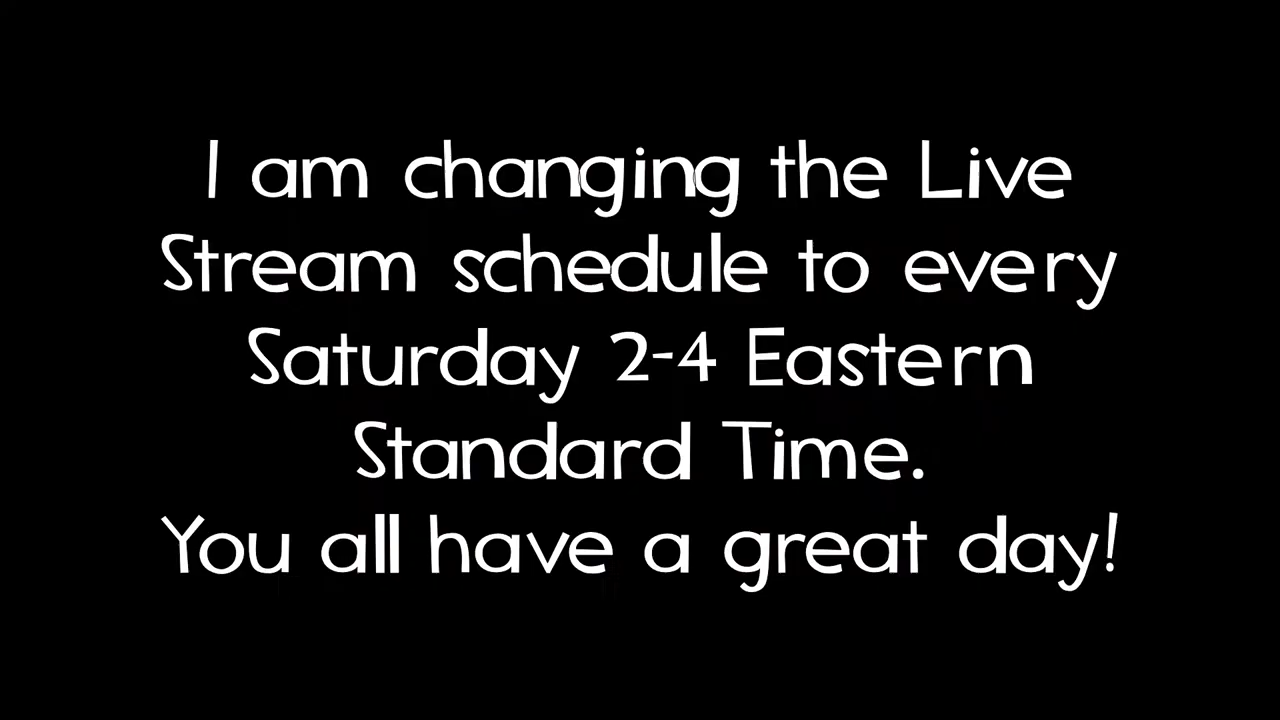 I am changing the Live
Stream schedule to every
Saturday 2-4 Eastern
Standard Time.
You all have a great day!